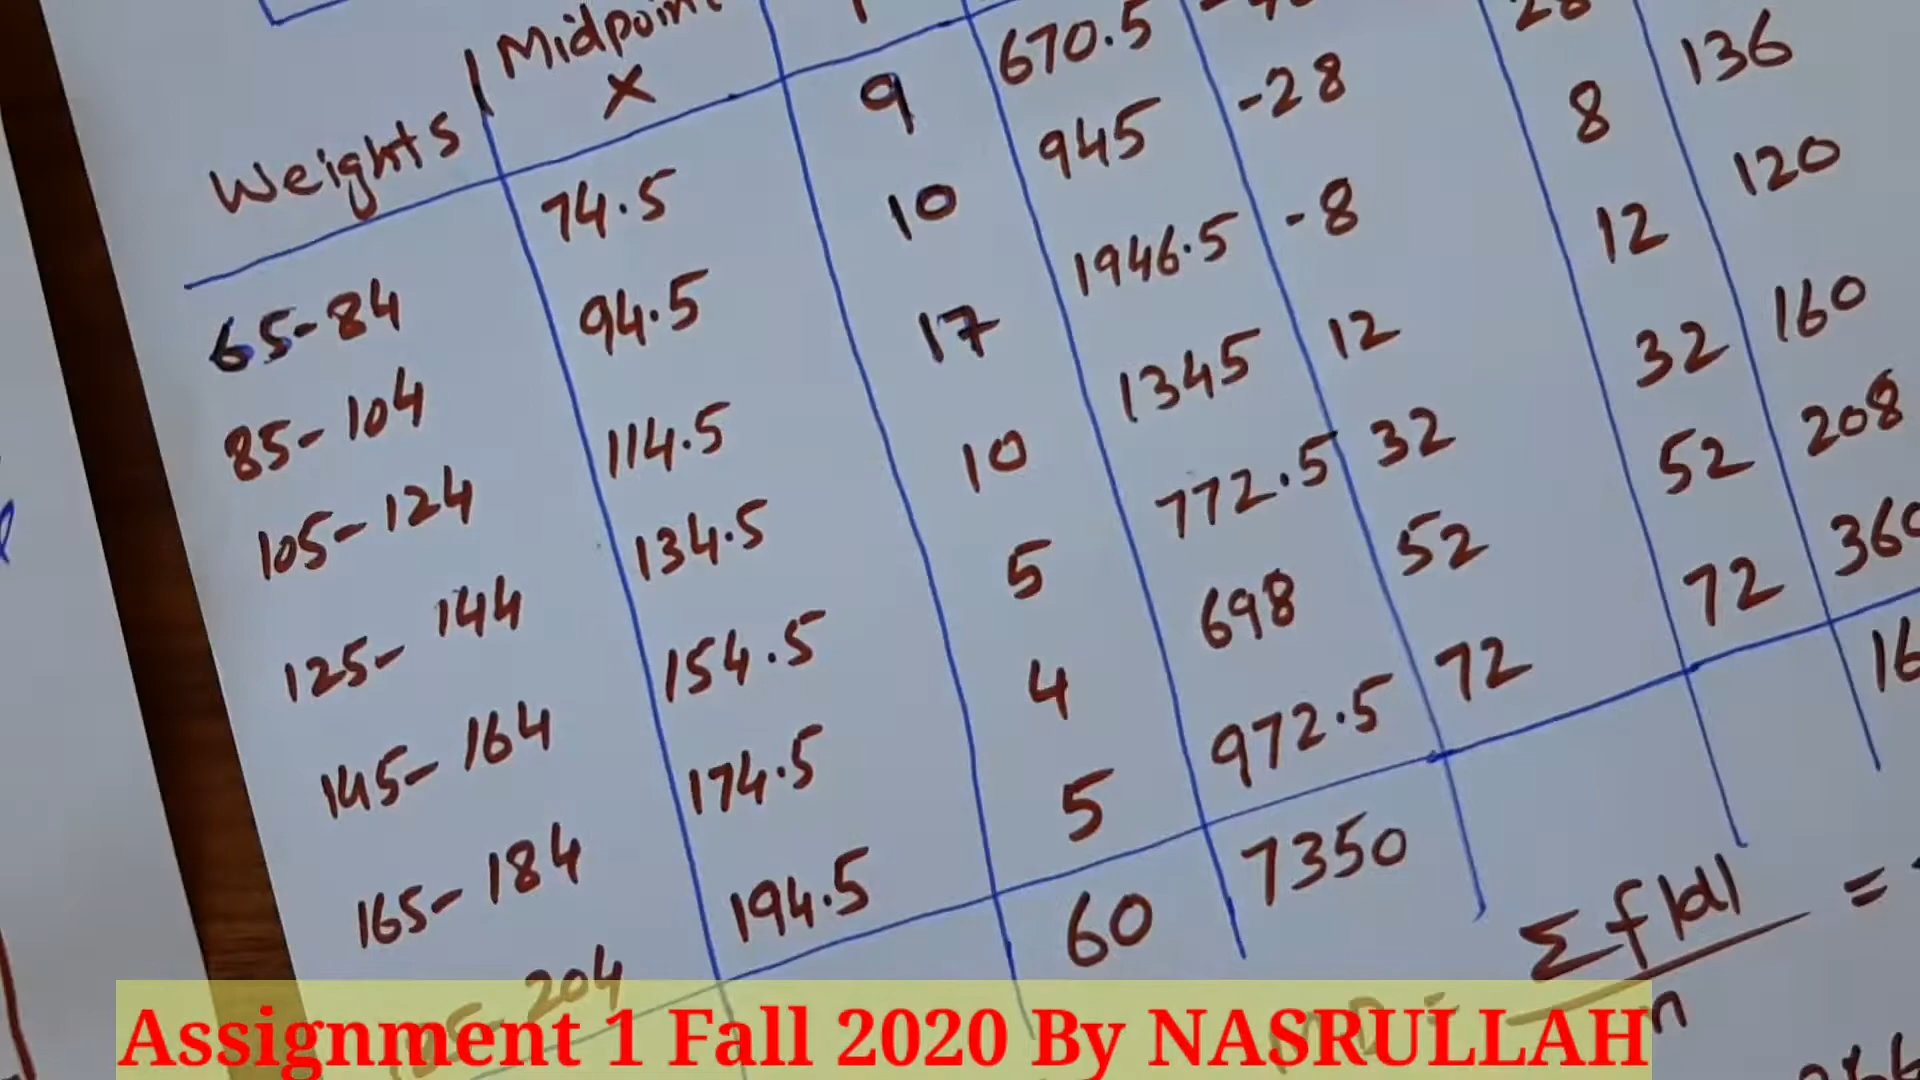 Weights Midpoint
X
65-84 74.5 9 670.5
85-104 94.5 10 945 -28 28
105-124 114.5 17 1946.5 -8 8 136
125-144 134.5 10 1345 12 12 120
145-164 154.5 5 772.5 32 32 160
165-184 174.5 4 698 52 52 208
204 194.5 5 972.5 72 72
60 7350
Σf|d| =
n
Assignment 1 Fall 2020 By NASRULLAH